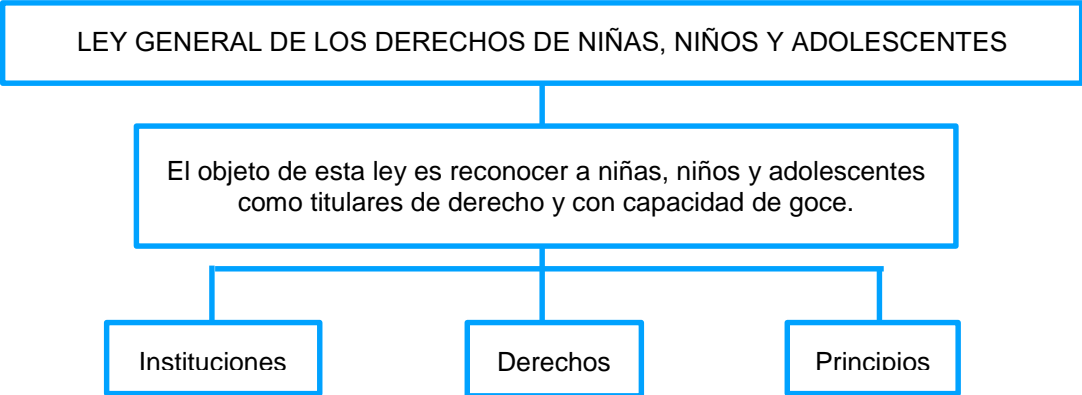 LEY GENERAL DE LOS DERECHOS DE NIÑAS, NIÑOS Y ADOLESCENTES
El objeto de esta ley es reconocer a niñas, niños y adolescentes
como titulares de derecho y con capacidad de goce.
Instituciones
Derechos
Principios